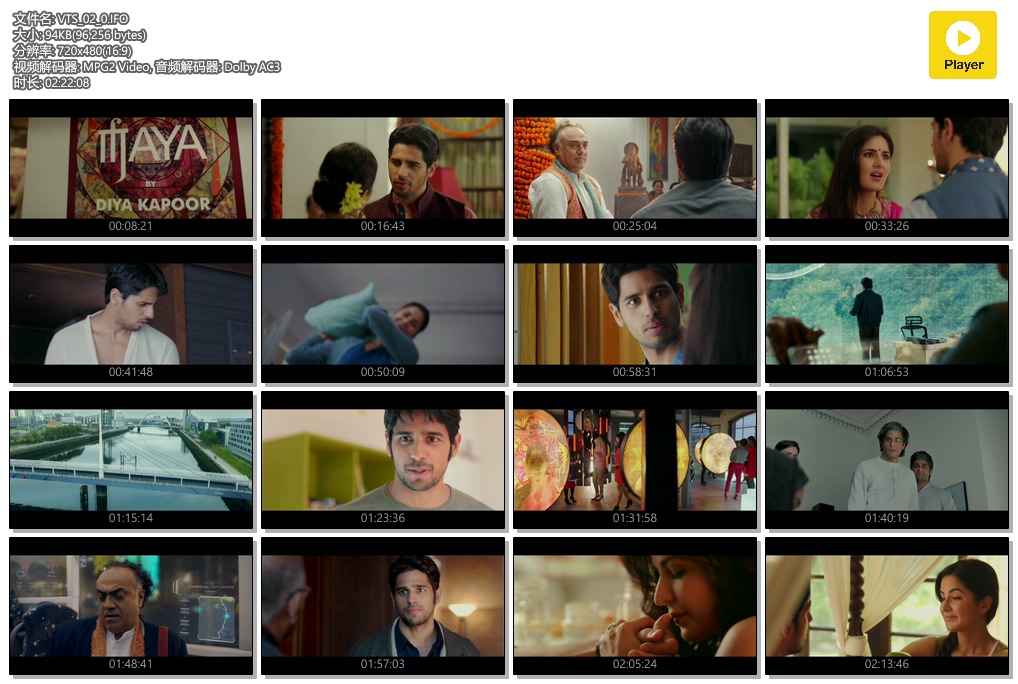 文件名: VTS_02_0.IFO
大小: 94KB(96,256 bytes)
分辨率: 720x480(16:9)
视频解码器: MPG2 Video, 音频解码器: Dolby AC3
时长: 02:22:08
Player
MAYA
BY
DIYA KAPOOR
00:08:21
00:16:43
00:25:04
00:33:26
00:41:48
00:50:09
00:58:31
01:06:53
01:15:14
01:23:36
01:31:58
01:40:19
01:48:41
01:57:03
02:05:24
02:13:46